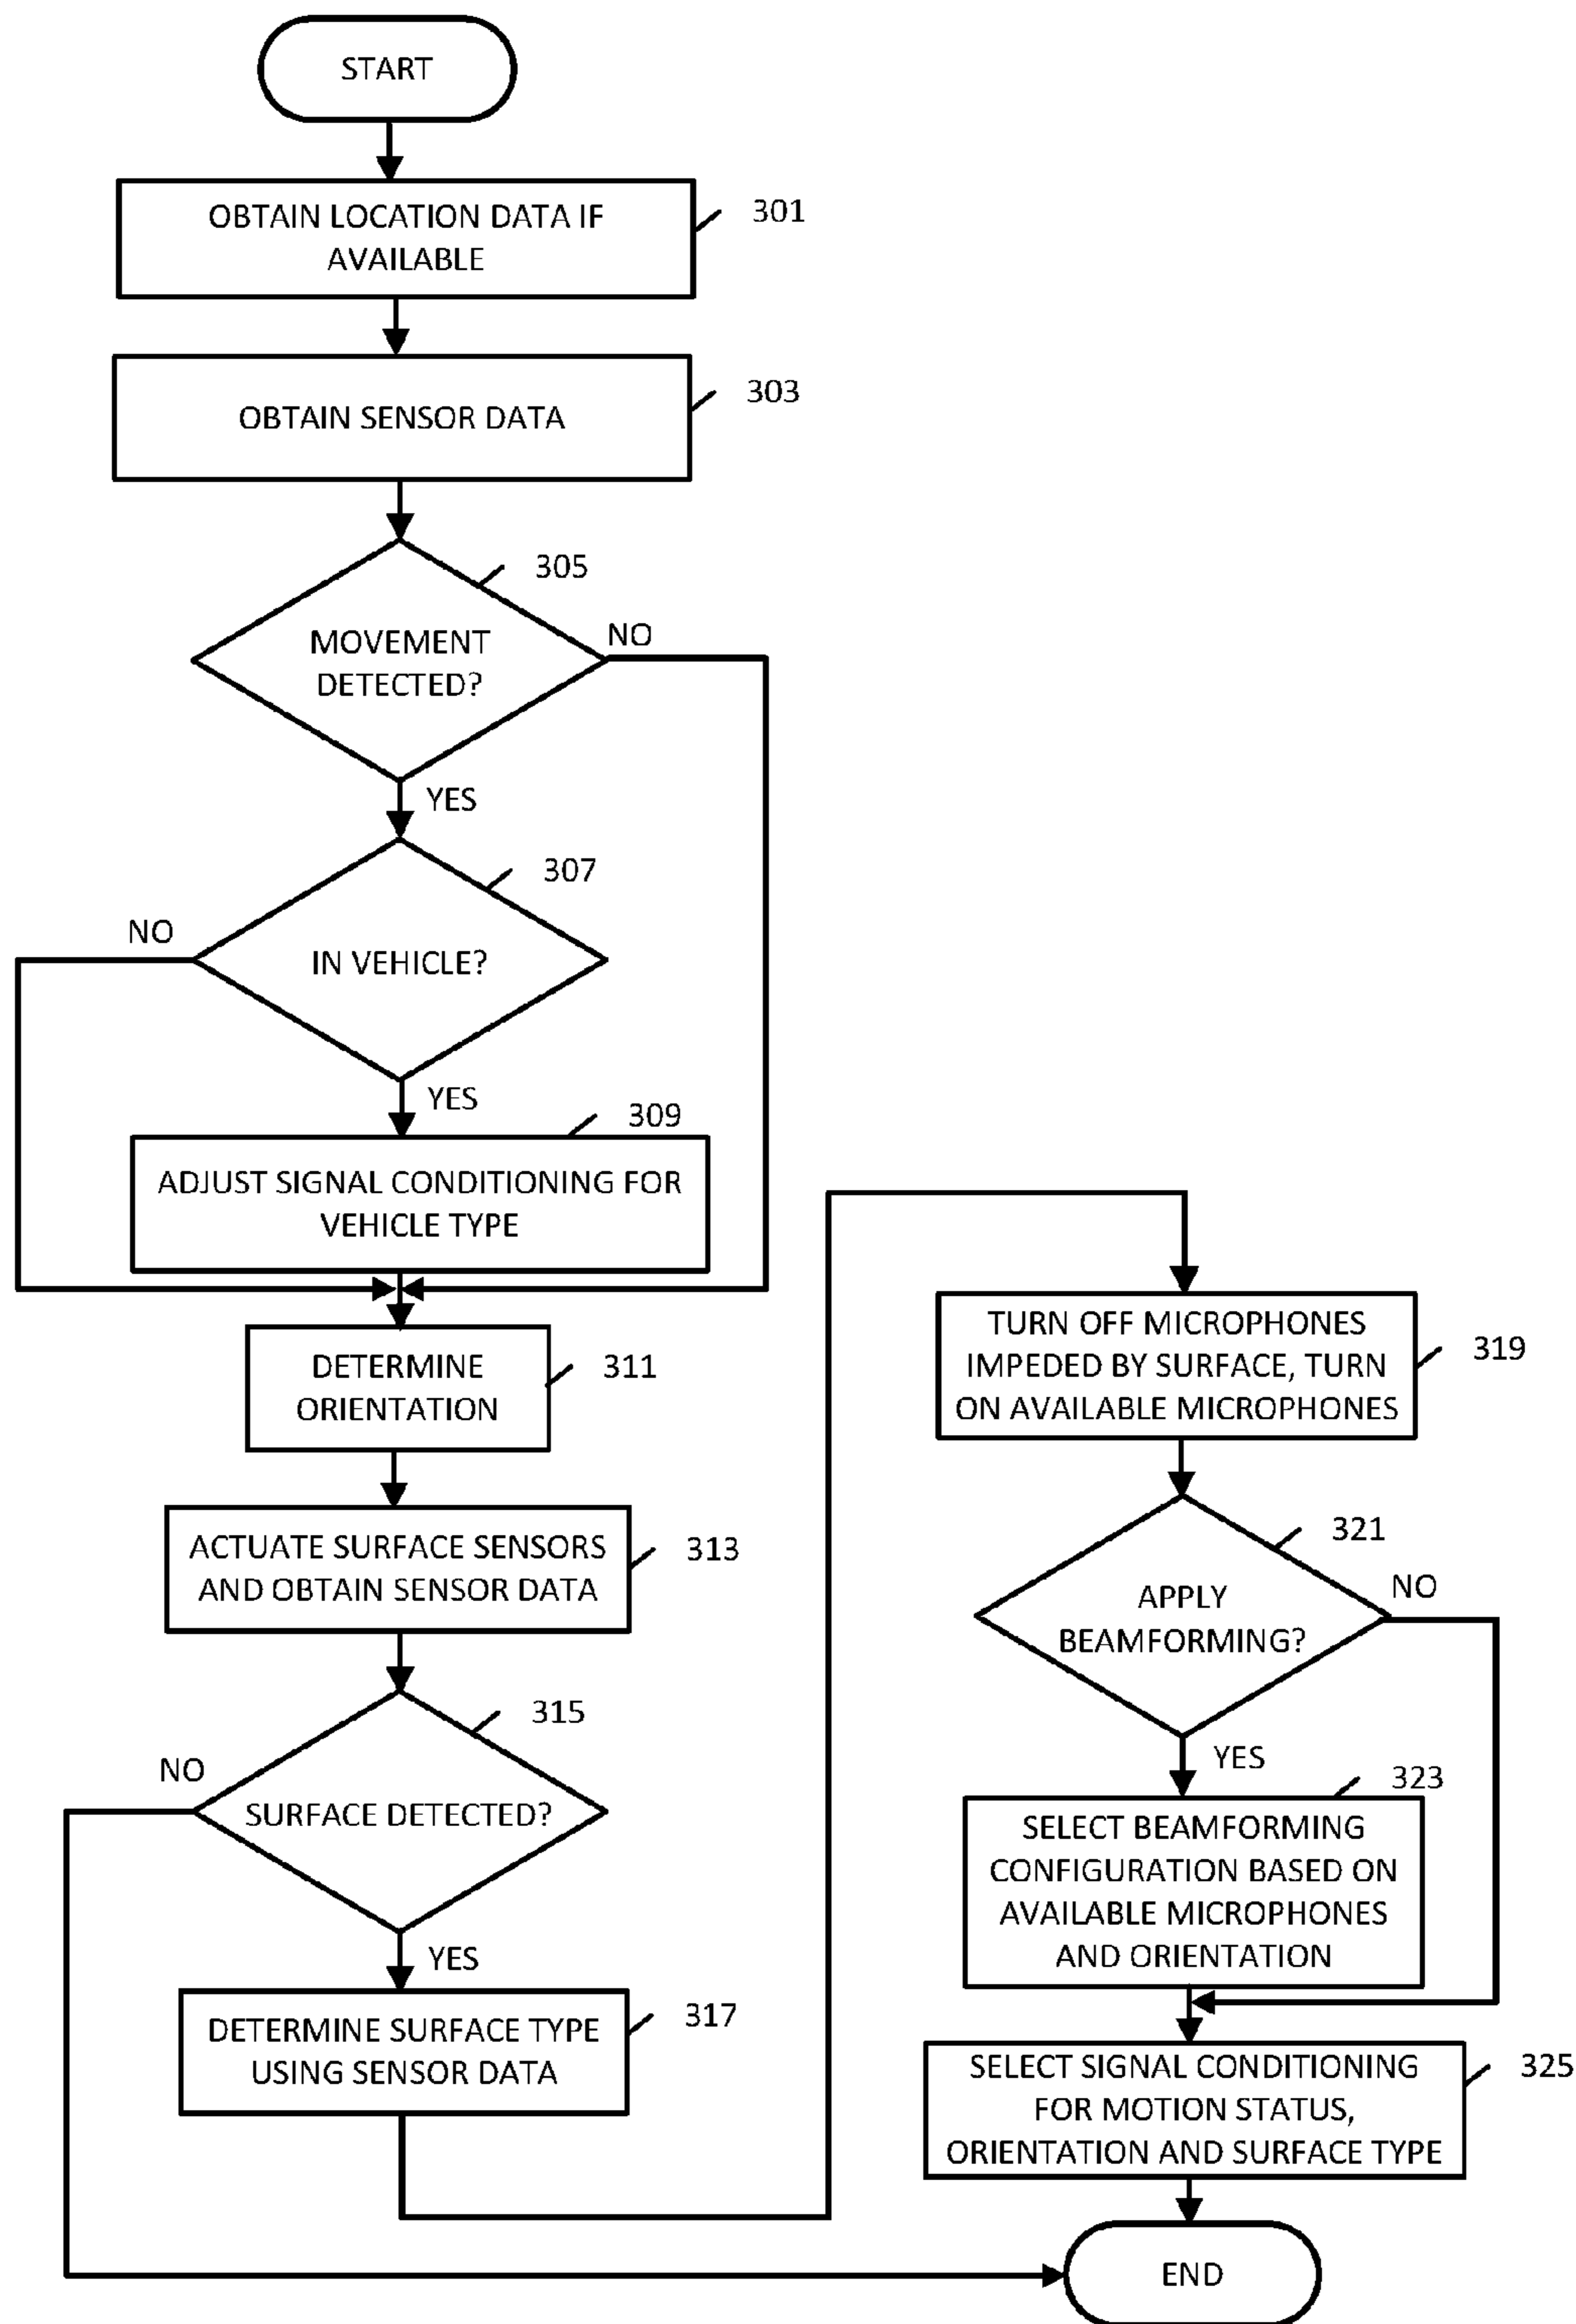 START
OBTAIN LOCATION DATA IF
AVAILABLE
301
OBTAIN SENSOR DATA
303
305
MOVEMENT
DETECTED?
NO
YES
307
NO
IN VEHICLE?
YES
309
ADJUST SIGNAL CONDITIONING FOR
VEHICLE TYPE
DETERMINE
ORIENTATION
311
ACTUATE SURFACE SENSORS
AND OBTAIN SENSOR DATA
313
315
NO
SURFACE DETECTED?
YES
DETERMINE SURFACE TYPE
USING SENSOR DATA
317
TURN OFF MICROPHONES
IMPEDED BY SURFACE, TURN
ON AVAILABLE MICROPHONES
319
321
APPLY
BEAMFORMING?
NO
YES
323
SELECT BEAMFORMING
CONFIGURATION BASED ON
AVAILABLE MICROPHONES
AND ORIENTATION
SELECT SIGNAL CONDITIONING
FOR MOTION STATUS,
ORIENTATION AND SURFACE TYPE
325
END